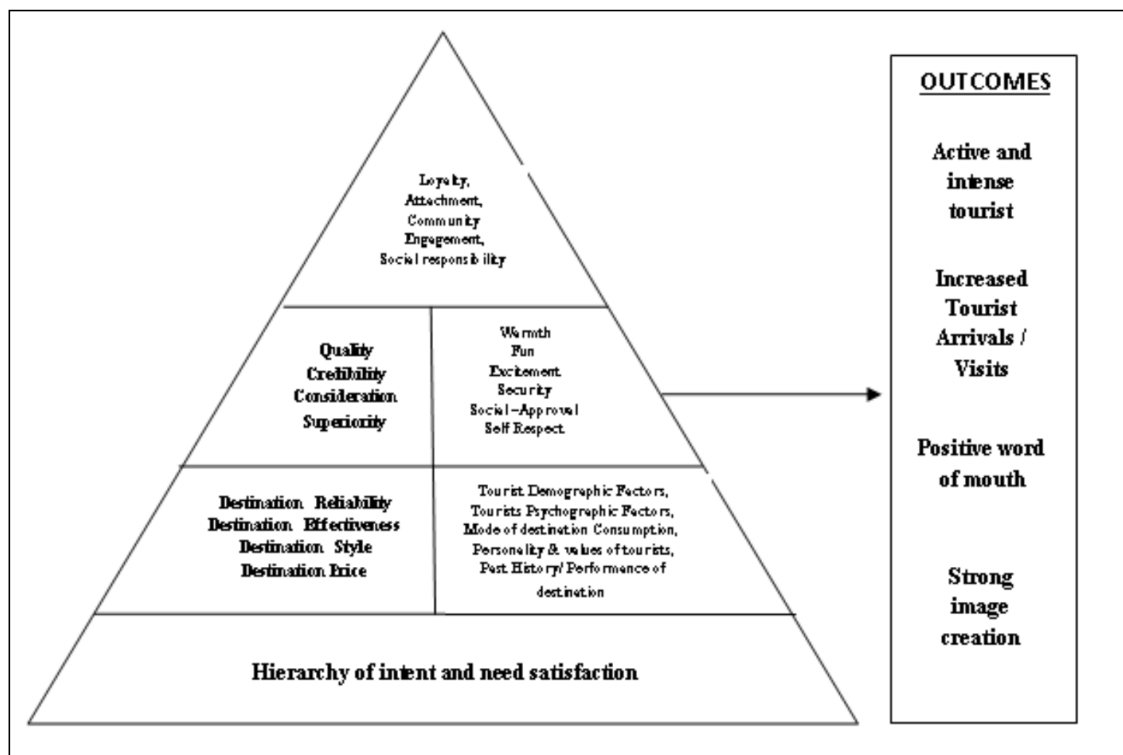 Loyalty,
Attachment,
Community
Engagement,
Social responsibility
Quality
Credibility
Consideration
Superiority
Warmth
Fun
Excitement
Security
Social –Approval
Self Respect
Destination Reliability
Destination Effectiveness
Destination Style
Destination Price
Tourist Demographic Factors,
Tourists Psychographic Factors,
Mode of destination Consumption,
Personality & values of tourists,
Past History/ Performance of
destination
Hierarchy of intent and need satisfaction
OUTCOMES
Active and
intense
tourist
Increased
Tourist
Arrivals /
Visits
Positive word
of mouth
Strong
image
creation